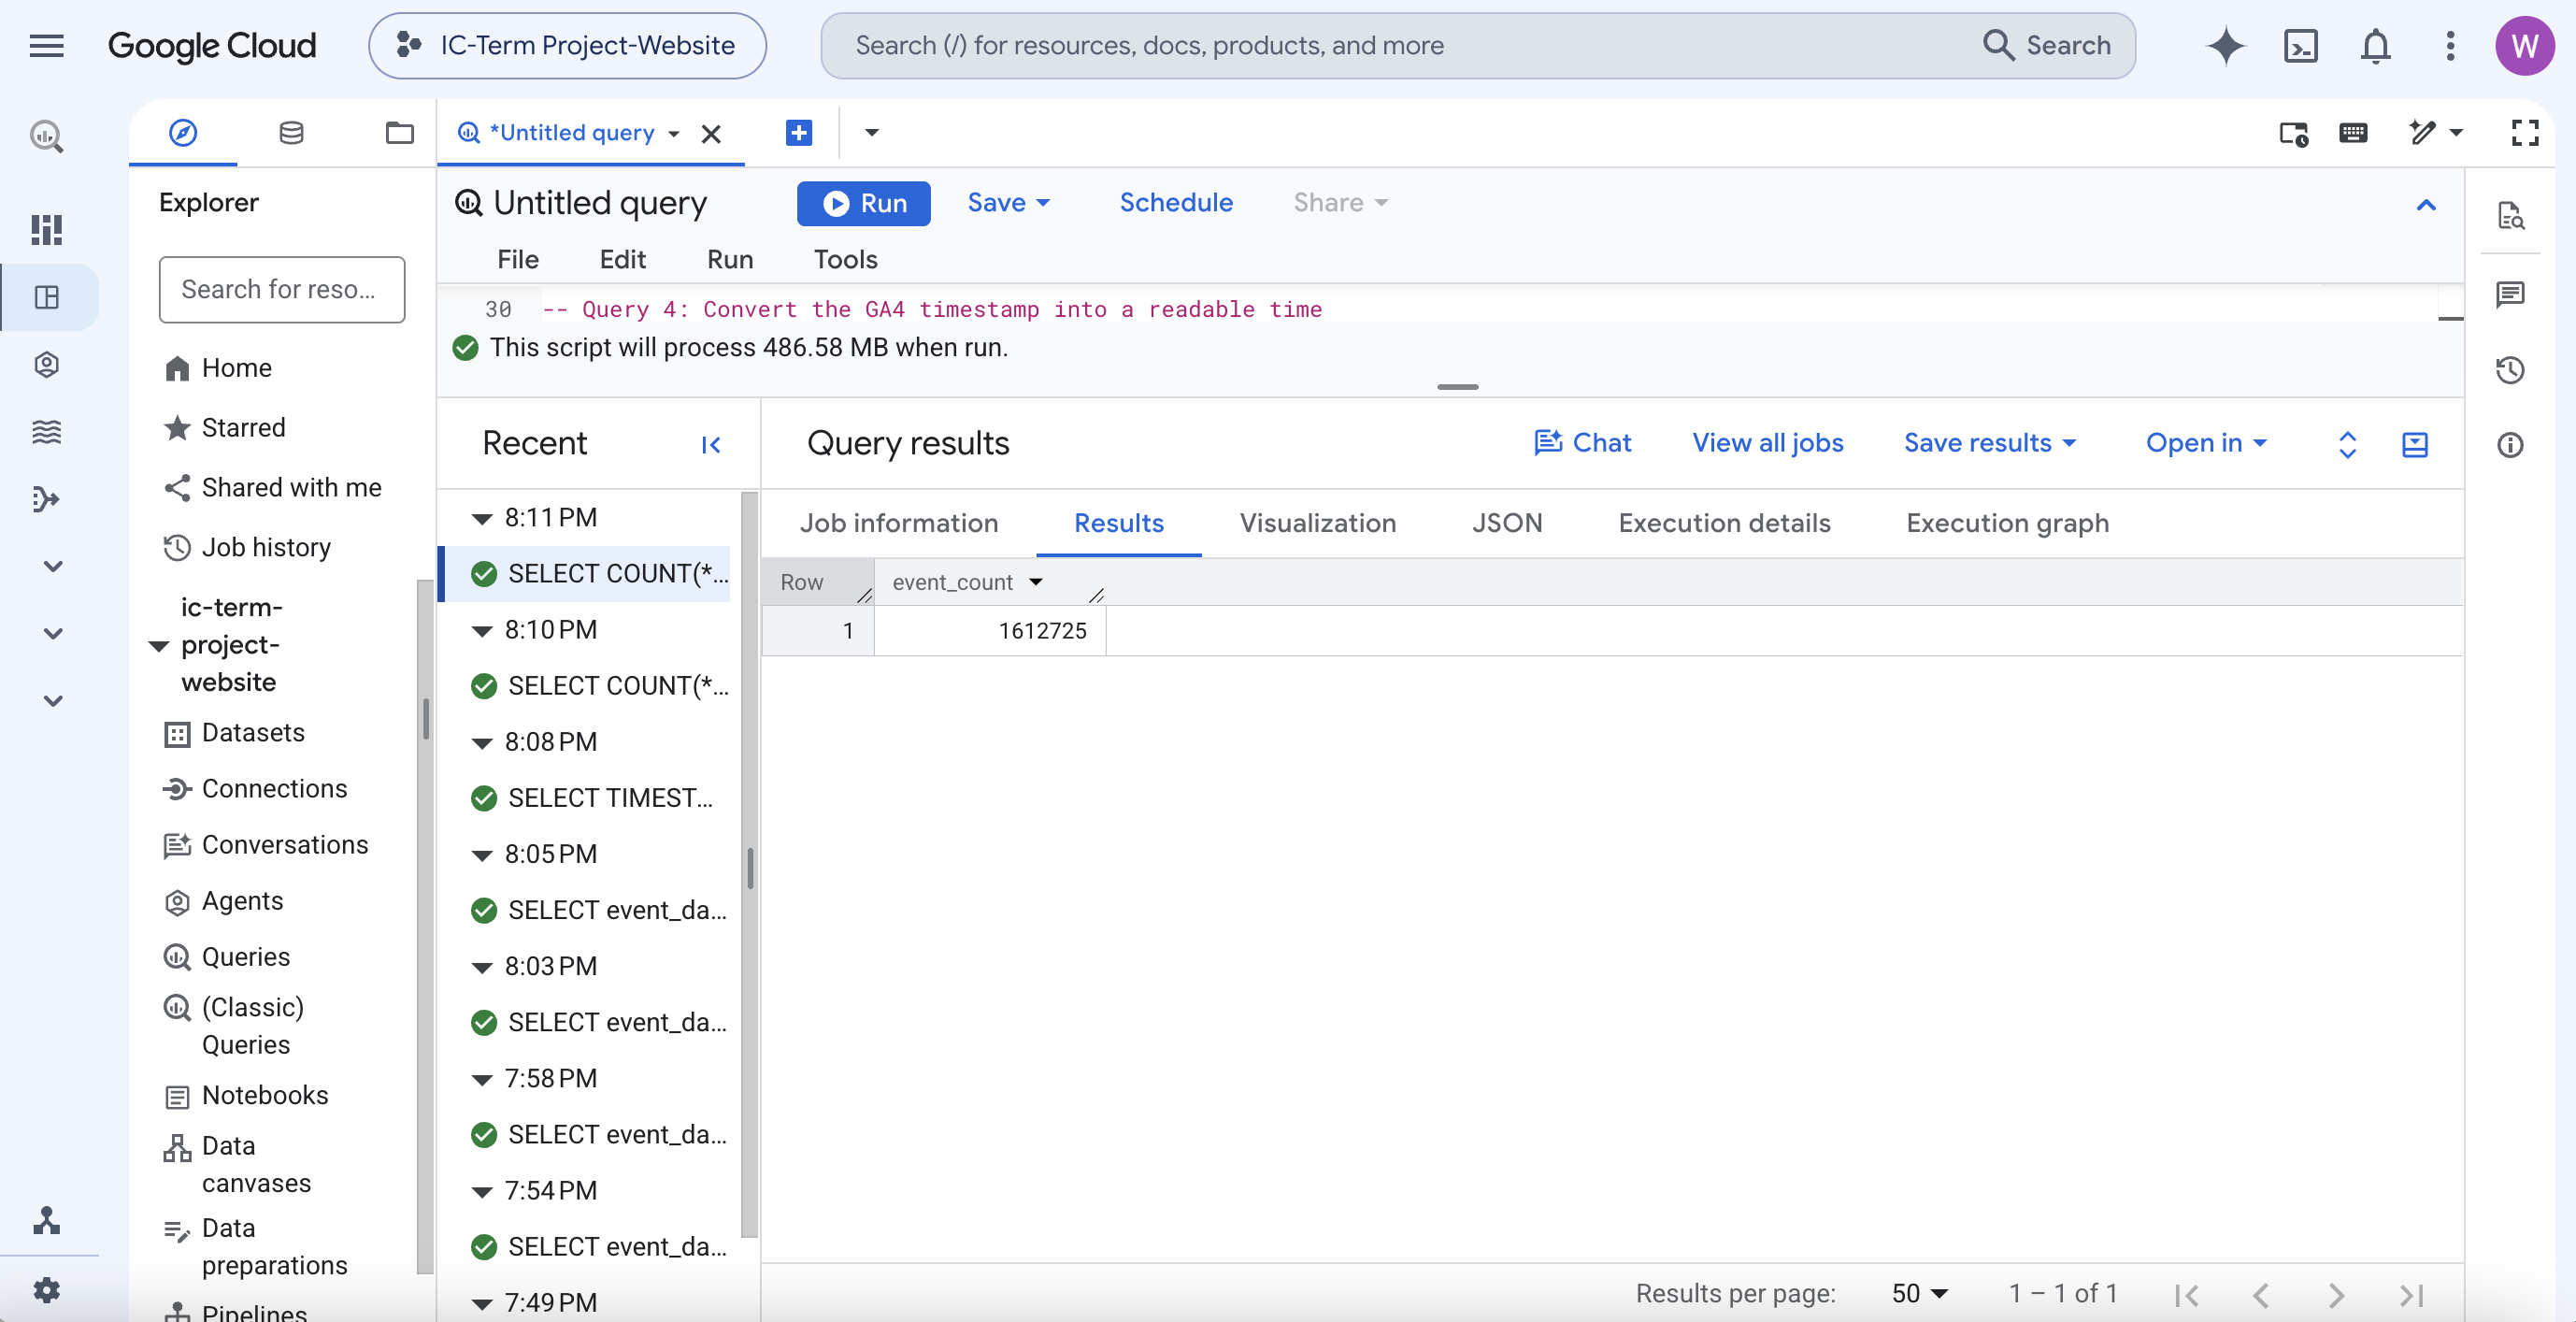 Google Cloud
IC-Term Project-Website
Search (/) for resources, docs, products, and more
Search
W
*Untitled query
Explorer
Search for reso...
Home
Starred
Shared with me
Job history
ic-term-
project-
website
Datasets
Connections
Conversations
Agents
Queries
(Classic)
Queries
Notebooks
Data
canvases
Data
preparations
Pipelines
Untitled query
Run
Save
Schedule
Share
File
Edit
Run
Tools
30 -- Query 4: Convert the GA4 timestamp into a readable time
This script will process 486.58 MB when run.
Recent
8:11 PM
SELECT COUNT(*...
8:10 PM
SELECT COUNT(*...
8:08 PM
SELECT TIMEST...
8:05 PM
SELECT event_da...
8:03 PM
SELECT event_da...
7:58 PM
SELECT event_da...
7:54 PM
SELECT event_da...
7:49 PM
Query results
Chat
View all jobs
Save results
Open in
Job information
Results
Visualization
JSON
Execution details
Execution graph
Row event_count
1 1612725
Results per page: 50 1 – 1 of 1